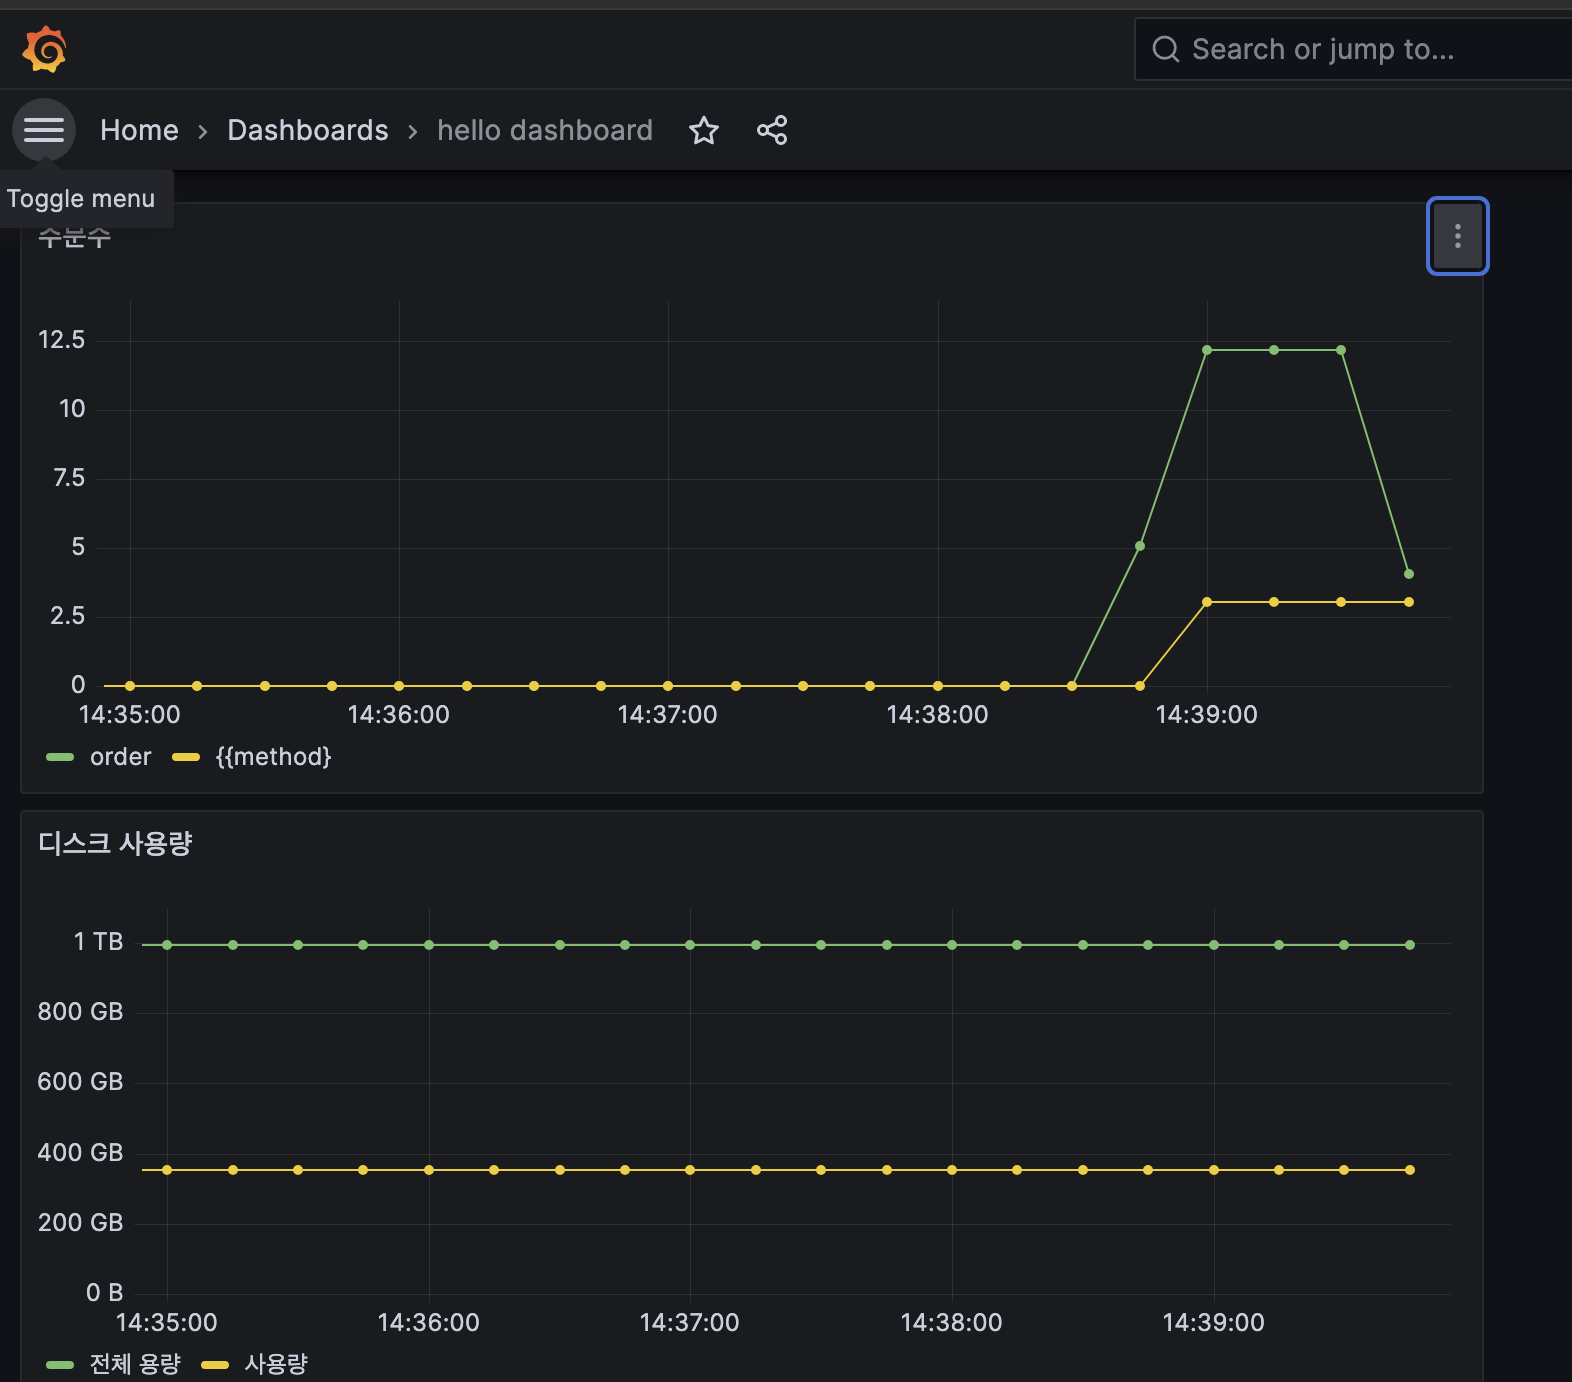 Search or jump to...
Home › Dashboards › hello dashboard
Toggle menu
주문수
12.5
10
7.5
5
2.5
0
14:35:00 14:36:00 14:37:00 14:38:00 14:39:00
order {{method}
디스크 사용량
1 TB
800 GB
600 GB
400 GB
200 GB
0 B
14:35:00 14:36:00 14:37:00 14:38:00 14:39:00
전체 용량 사용량